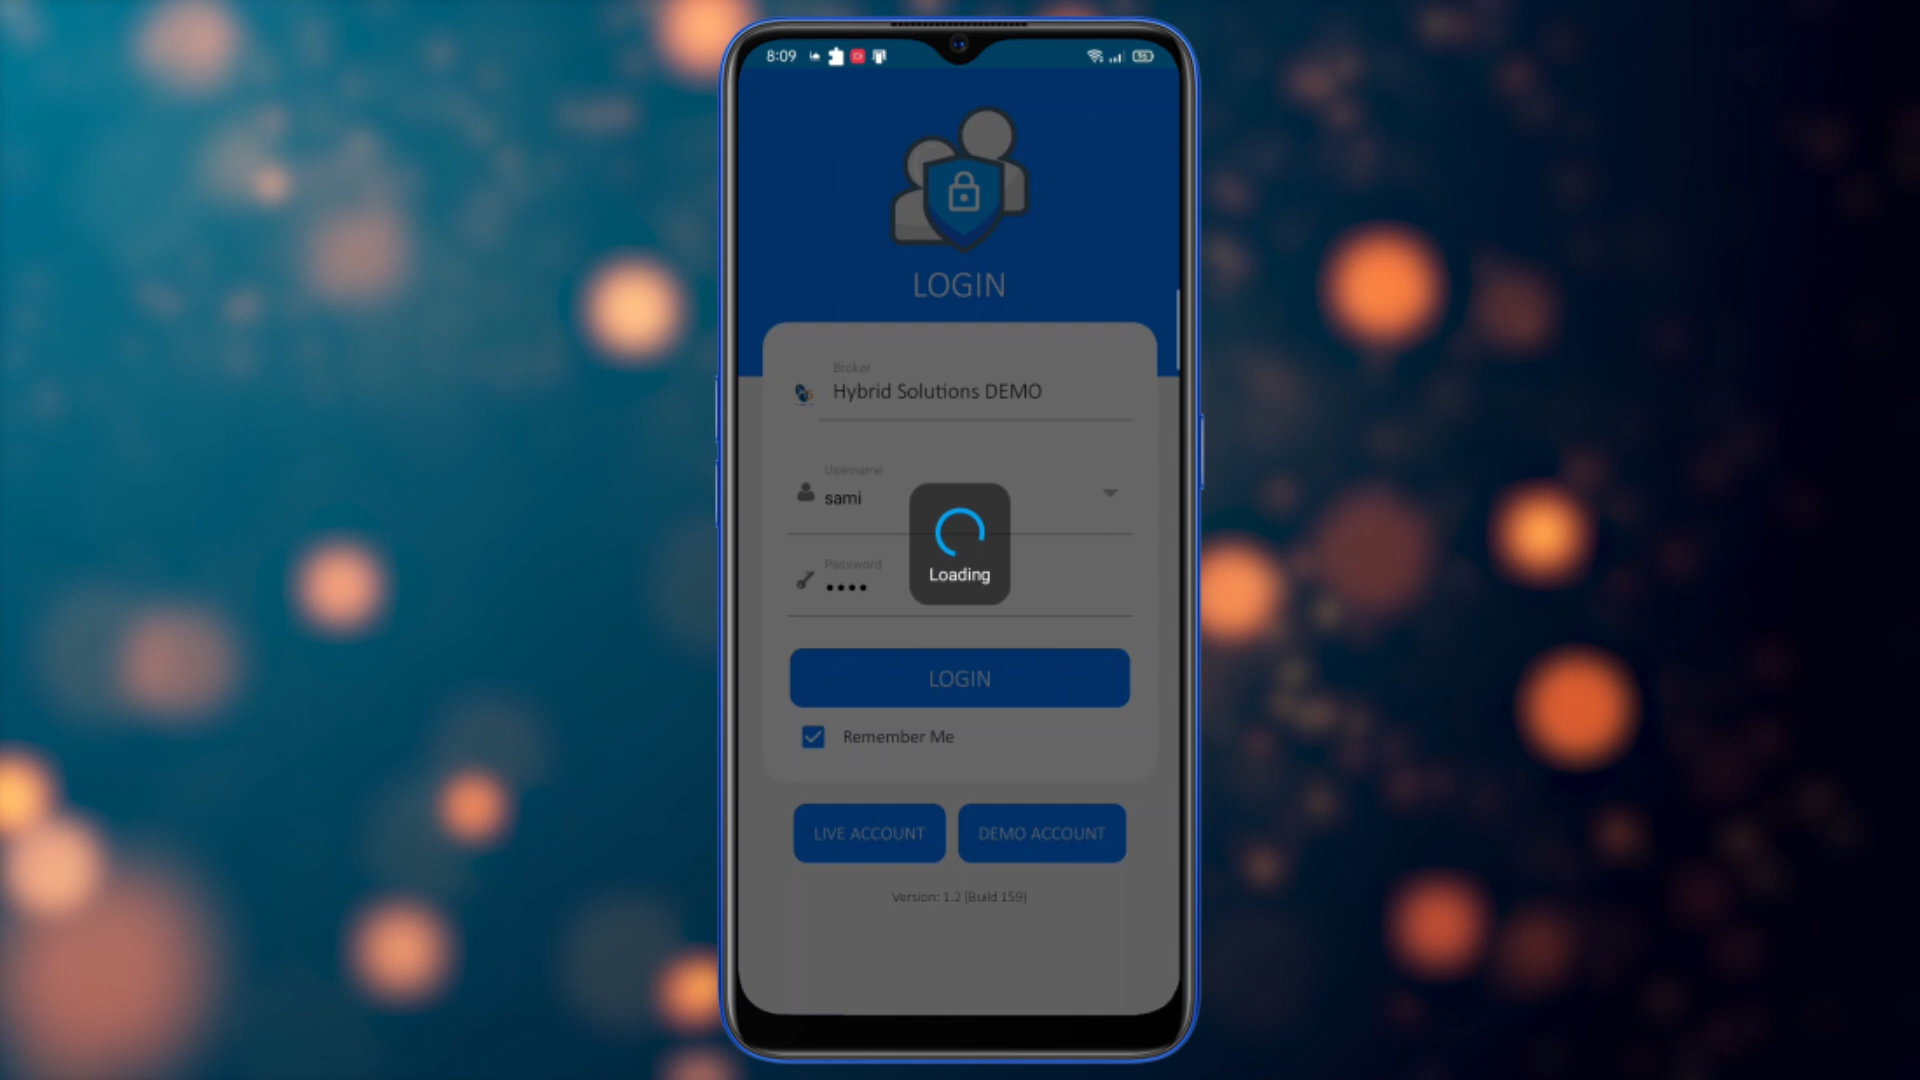 8:09
LOGIN
Broker
Hybrid Solutions DEMO
Username
sami
Password
••••
Loading
LOGIN
Remember Me
LIVE ACCOUNT
DEMO ACCOUNT
Version: 1.2 [Build 159]